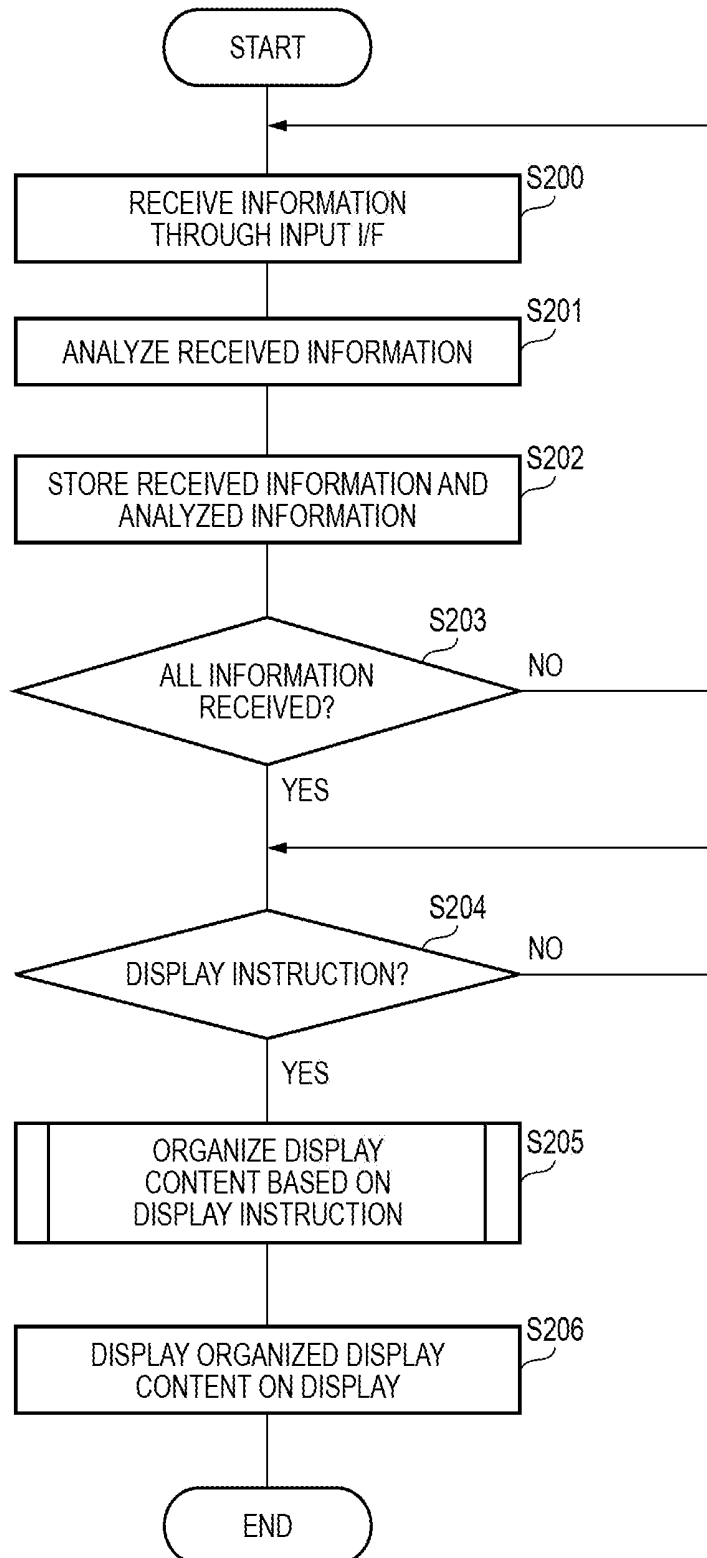 START
S200
RECEIVE INFORMATION
THROUGH INPUT I/F
S201
ANALYZE RECEIVED INFORMATION
S202
STORE RECEIVED INFORMATION AND
ANALYZED INFORMATION
S203
ALL INFORMATION
RECEIVED?
NO
YES
S204
DISPLAY INSTRUCTION?
NO
YES
S205
ORGANIZE DISPLAY
CONTENT BASED ON
DISPLAY INSTRUCTION
S206
DISPLAY ORGANIZED DISPLAY
CONTENT ON DISPLAY
END